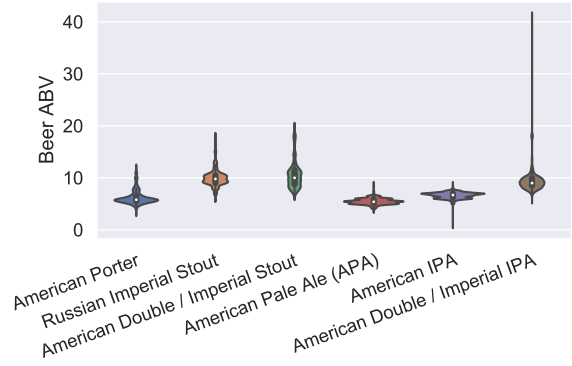 Beer ABV
40
30
20
10
0
American Porter
Russian Imperial Stout
American Double / Imperial Stout
American Pale Ale (APA)
American IPA
American Double / Imperial IPA